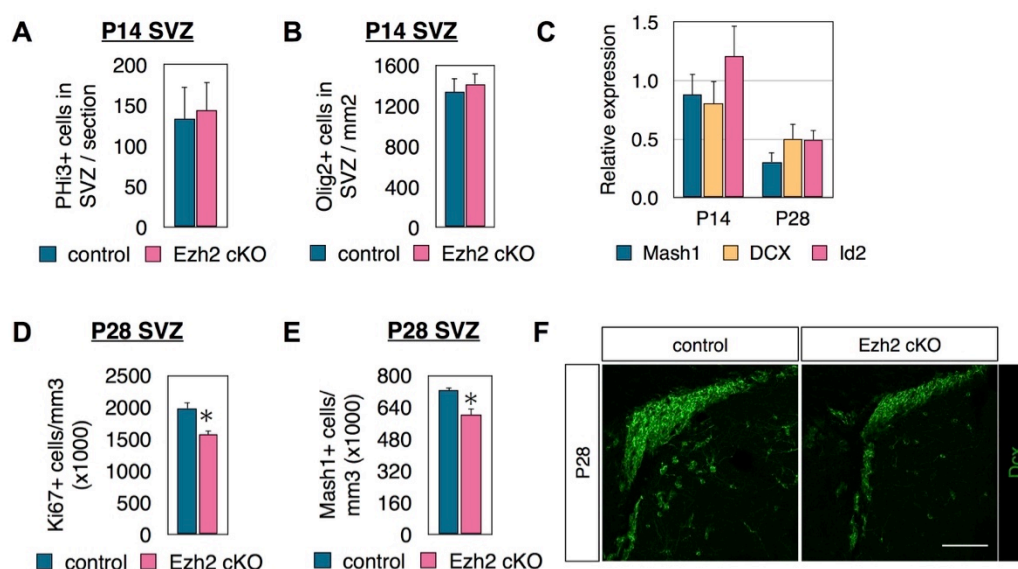 A
P14 SVZ
PHi3+ cells in
SVZ / section
200
150
100
50
0
control
Ezh2 cKO
B
P14 SVZ
Olig2+ cells in
SVZ / mm2
1600
1200
800
400
0
control
Ezh2 cKO
C
Relative expression
1.5
1.0
0.5
0.0
P14
P28
Mash1
DCX
Id2
D
P28 SVZ
Ki67+ cells/mm3
(x1000)
2500
2000
1500
1000
500
0
*
control
Ezh2 cKO
E
P28 SVZ
Mash1+ cells/
mm3 (x1000)
800
640
480
320
160
0
*
control
Ezh2 cKO
F
control
Ezh2 cKO
P28
Dcx